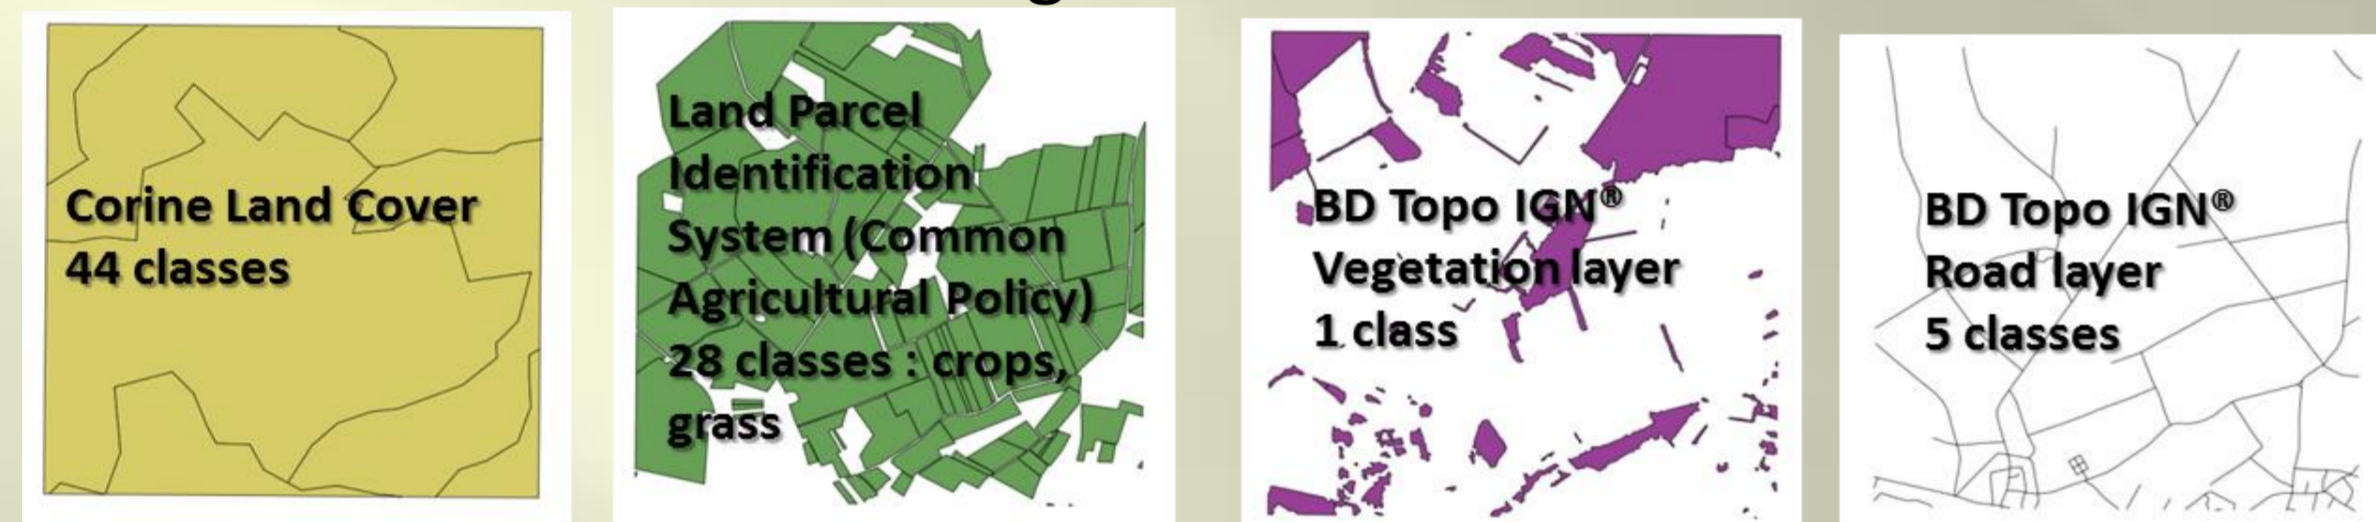 Corine Land Cover
44 classes
Land Parcel
Identification
System (Common
Agricultural Policy)
28 classes : crops,
grass
BD Topo IGN®
Vegetation layer
1 class
BD Topo IGN®
Road layer
5 classes